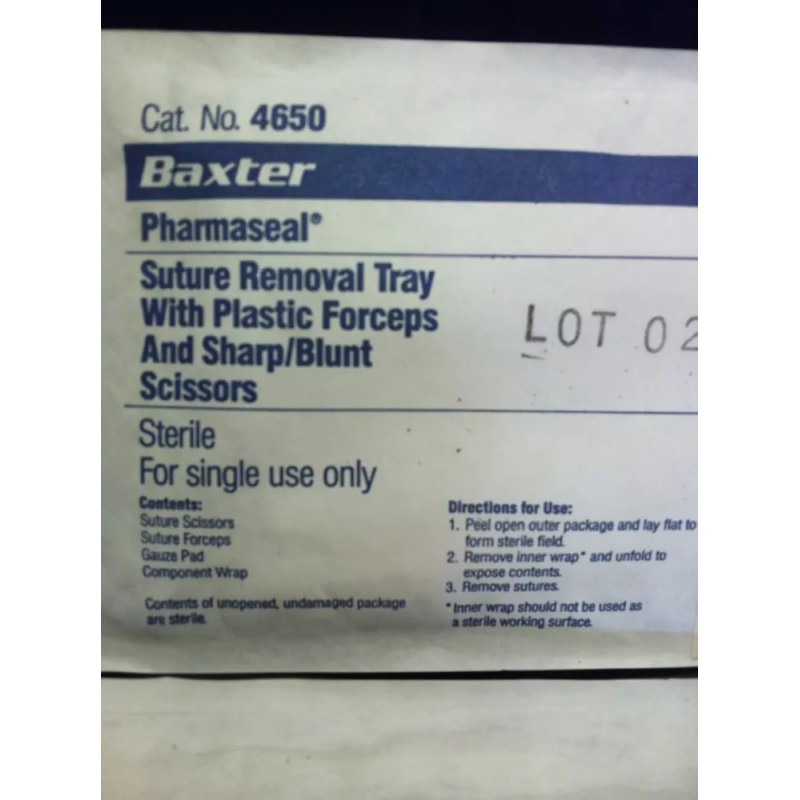 Cat. No. 4650
Baxter
Pharmaseal®
Suture Removal Tray
With Plastic Forceps
And Sharp/Blunt
Scissors
LOT 02
Sterile
For single use only
Contents:
Suture Scissors
Suture Forceps
Gauze Pad
Component Wrap
Contents of unopened, undamaged package
are sterile.
Directions for Use:
1. Peel open outer package and lay flat to
form sterile field.
2. Remove inner wrap* and unfold to
expose contents.
3. Remove sutures.
*Inner wrap should not be used as
a sterile working surface.